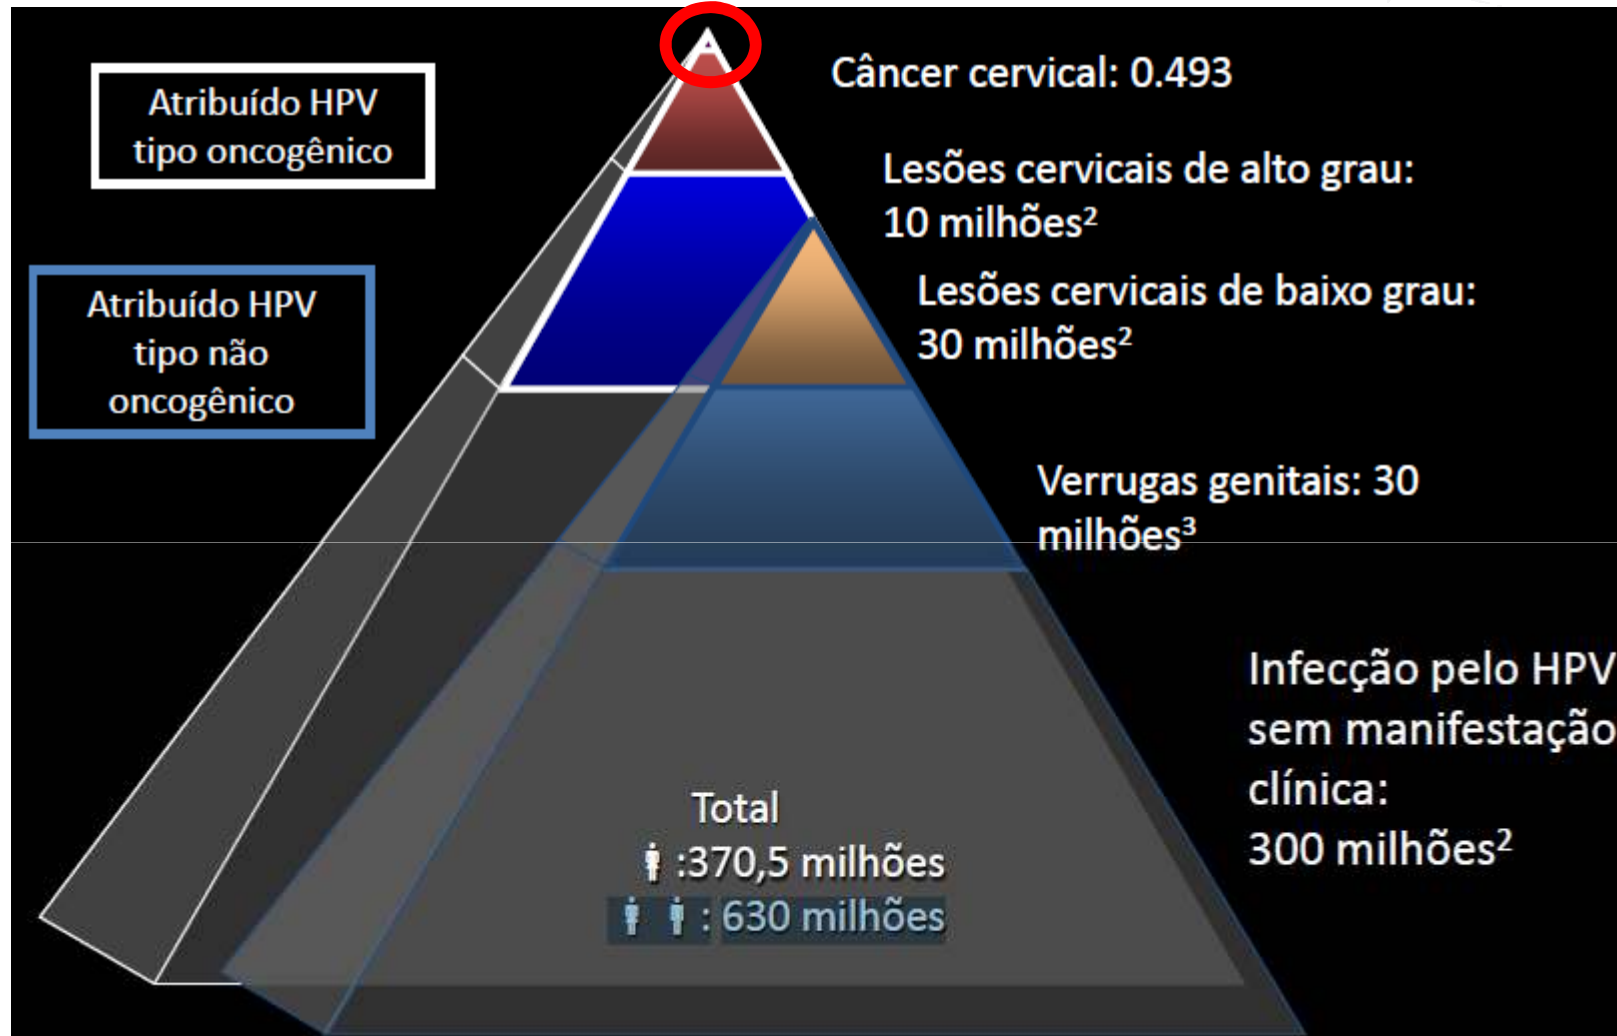 Atribuído HPV
tipo oncogênico
Atribuído HPV
tipo não
oncogênico
Câncer cervical: 0.493
Lesões cervicais de alto grau:
10 milhões²
Lesões cervicais de baixo grau:
30 milhões²
Verrugas genitais: 30
milhões³
Infecção pelo HPV
sem manifestação
clínica:
300 milhões²
Total
:370,5 milhões
: 630 milhões